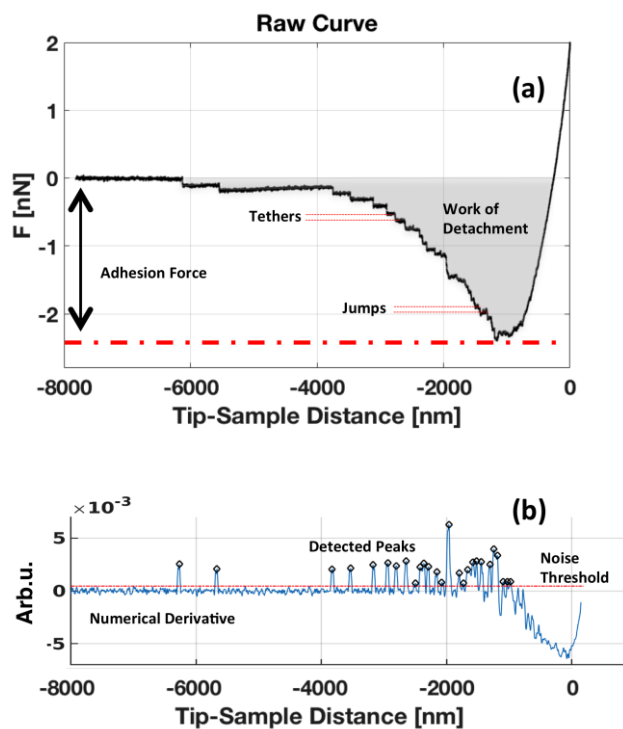 Raw Curve
(a)
2
1
0
-1
-2
F [nN]
Tethers
Work of
Detachment
Adhesion Force
Jumps
-8000 -6000 -4000 -2000 0
Tip-Sample Distance [nm]
×10⁻³
(b)
5
0
-5
Arb.u.
Detected Peaks
Noise
Threshold
Numerical Derivative
-8000 -6000 -4000 -2000 0
Tip-Sample Distance [nm]